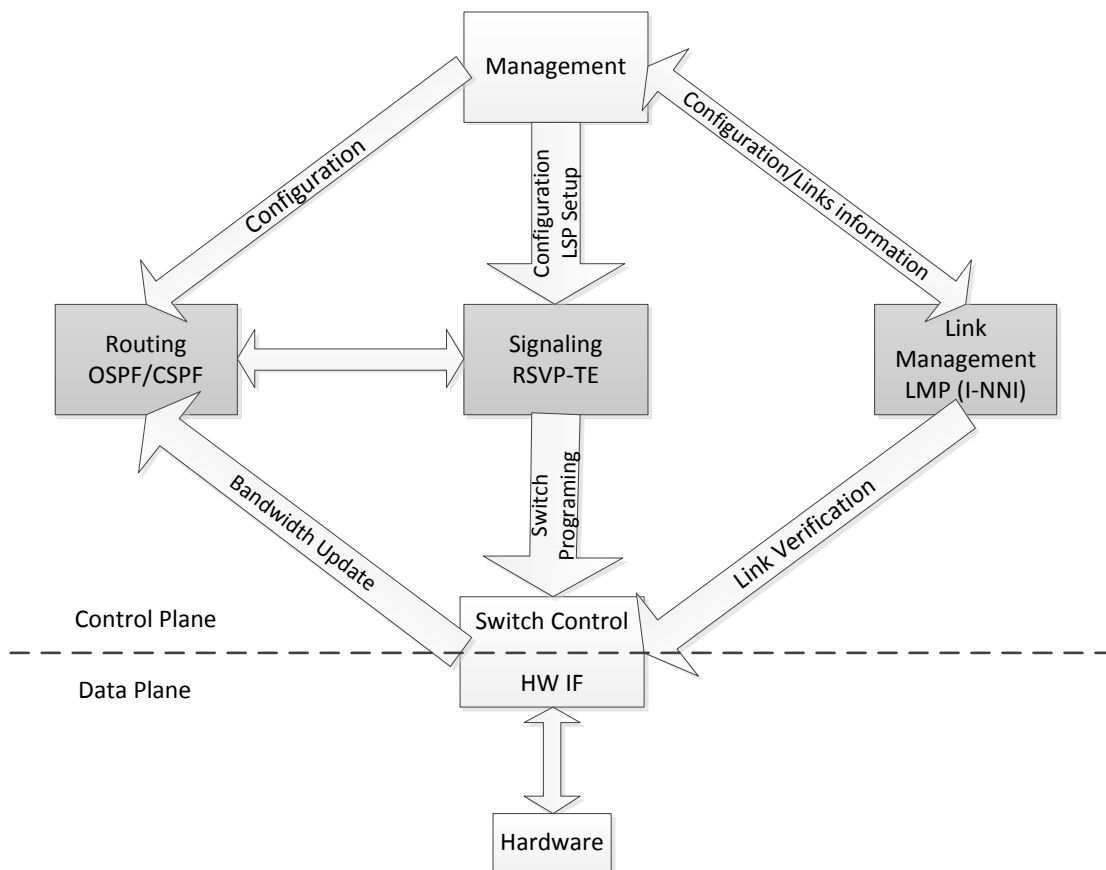 Management
Configuration
Configuration
LSP Setup
Configuration/Links information
Routing
OSPF/CSPF
Signaling
RSVP-TE
Link
Management
LMP (I-NNI)
Bandwidth Update
Switch
Programing
Link Verification
Control Plane
Switch Control
Data Plane
HW IF
Hardware